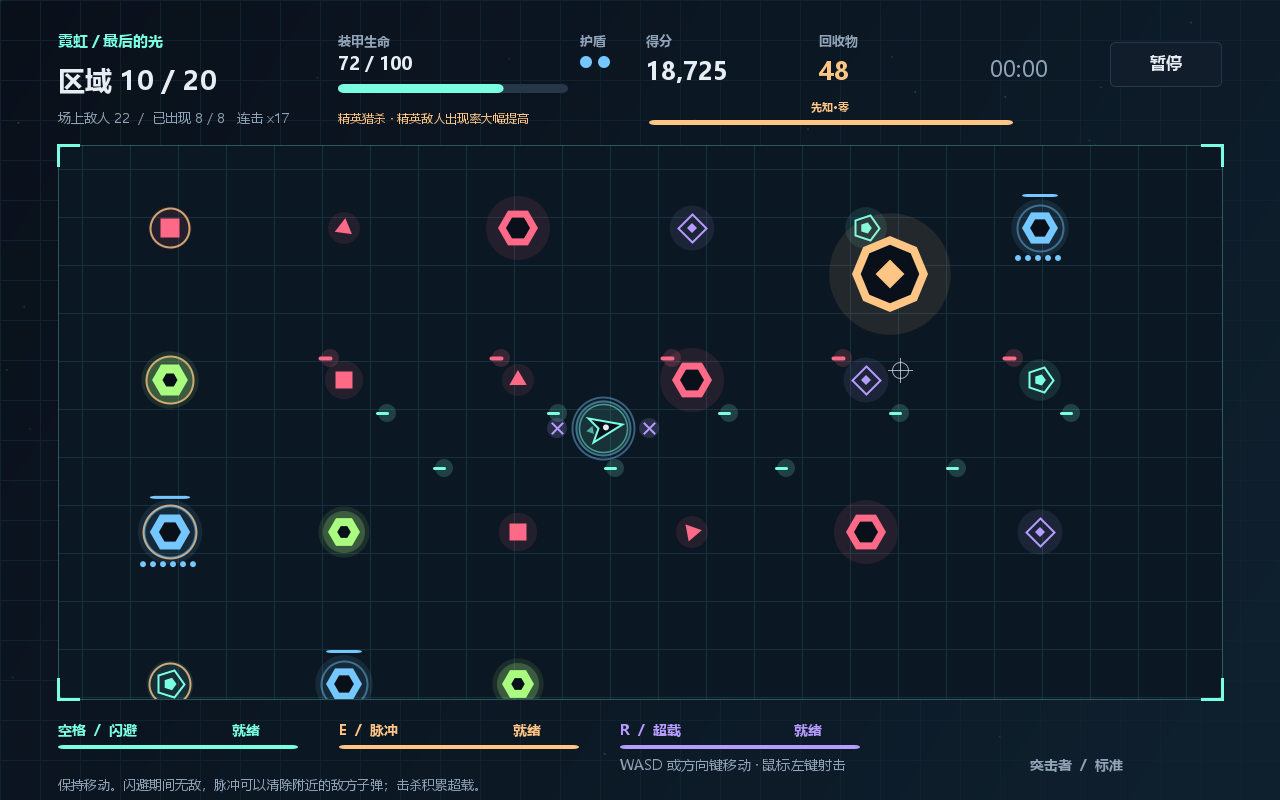 霓虹 / 最后的光
区域 10 / 20
场上敌人 22 / 已出现 8 / 8 连击 x17
装甲生命
72 / 100
精英猎杀 · 精英敌人出现率大幅提高
护盾
得分
18,725
回收物
48
先知·零
00:00
暂停
空格 / 闪避 就绪
E / 脉冲 就绪
R / 超载 就绪
WASD 或方向键移动 · 鼠标左键射击
突击者 / 标准
保持移动。闪避期间无敌，脉冲可以清除附近的敌方子弹；击杀积累超载。